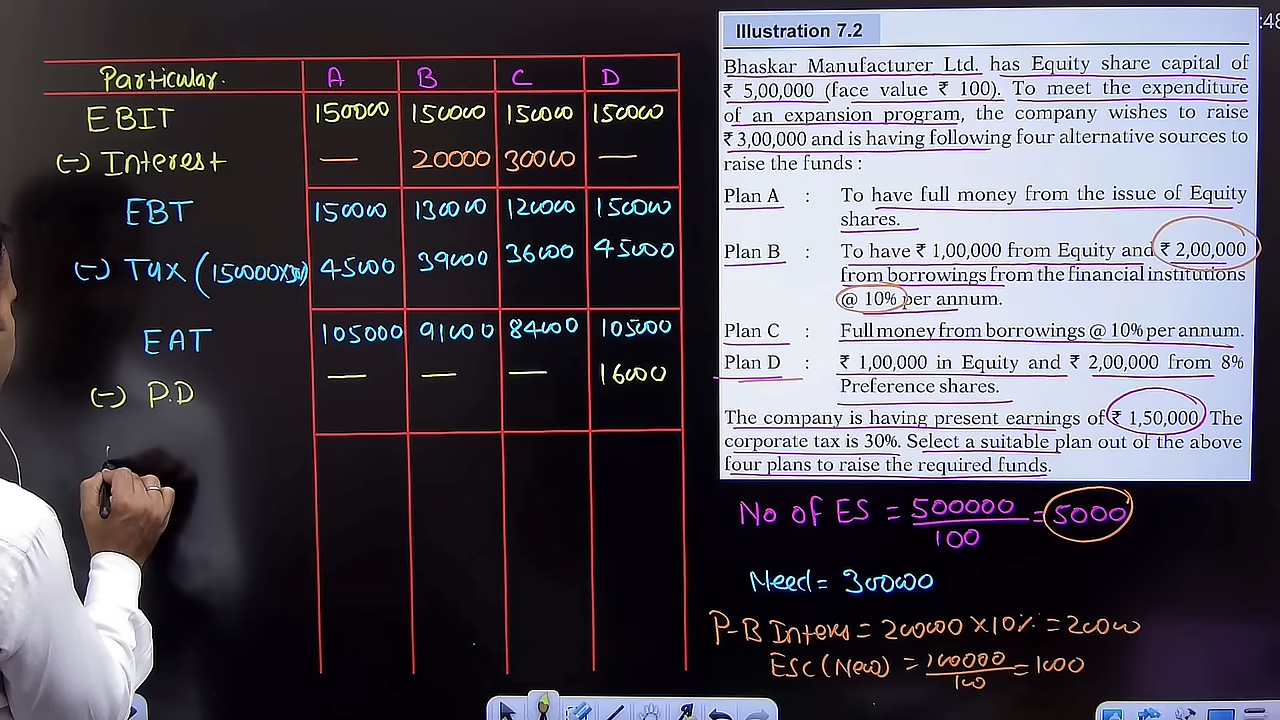 Particular. A B C D
EBIT 150000 150000 150000 150000
(-) Interest — 20000 30000 —
EBT 150000 130000 120000 150000
(-) Tax (150000x30%) 45000 39000 36000 45000
EAT 105000 91000 84000 105000
(-) P.D — — — 16000
Illustration 7.2
Bhaskar Manufacturer Ltd. has Equity share capital of
₹ 5,00,000 (face value ₹ 100). To meet the expenditure
of an expansion program, the company wishes to raise
₹ 3,00,000 and is having following four alternative sources to
raise the funds :
Plan A : To have full money from the issue of Equity
shares.
Plan B : To have ₹ 1,00,000 from Equity and ₹ 2,00,000
from borrowings from the financial institutions
@ 10% per annum.
Plan C : Full money from borrowings @ 10% per annum.
Plan D : ₹ 1,00,000 in Equity and ₹ 2,00,000 from 8%
Preference shares.
The company is having present earnings of ₹ 1,50,000 The
corporate tax is 30%. Select a suitable plan out of the above
four plans to raise the required funds.
No of ES = 500000/100 = 5000
Need = 300000
P-B Interes = 200000 x 10% = 20000
ESC (New) = 100000/100 = 1000
:48